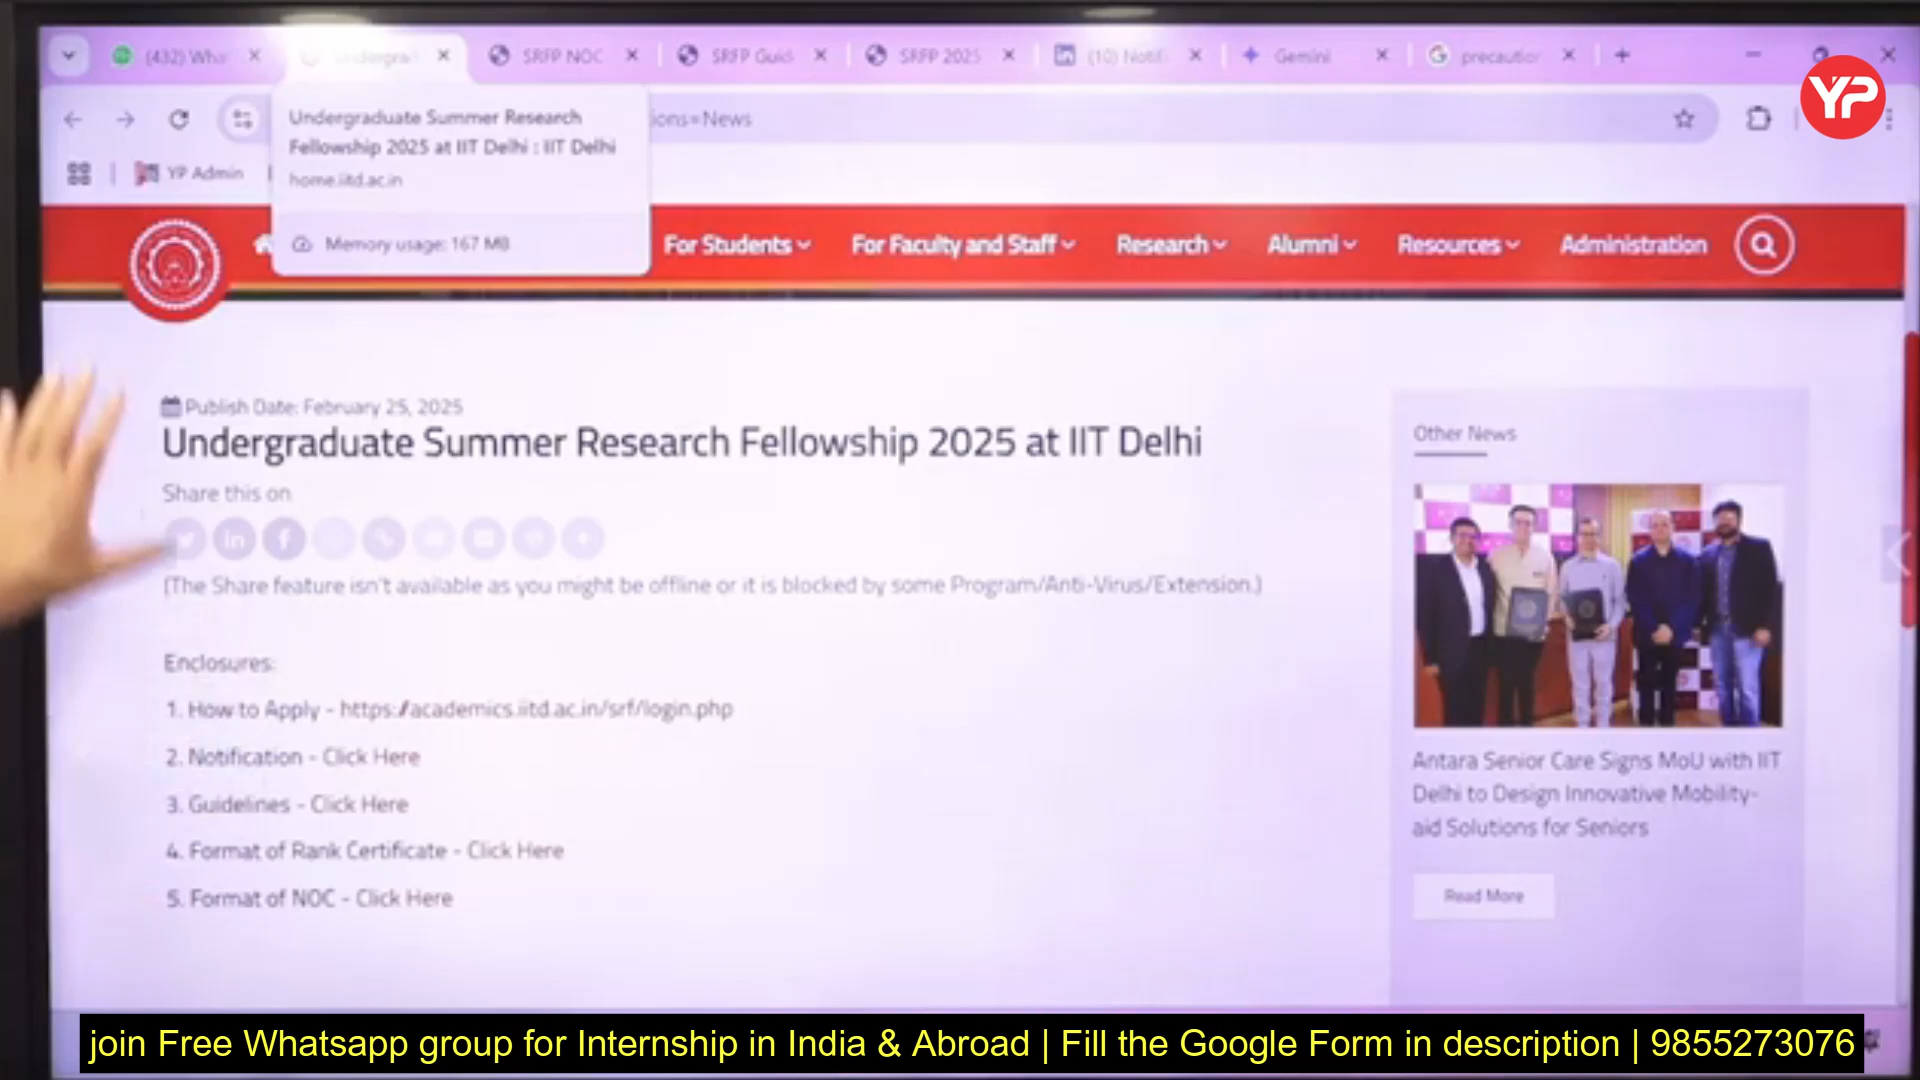 (432) What
Undergrad
SRFP NOC
SRFP Guid
SRFP 2025
(10) Notif
Gemini
precaution
YP
Undergraduate Summer Research
Fellowship 2025 at IIT Delhi : IIT Delhi
home.iitd.ac.in
Memory usage: 167 MB
ions=News
YP Admin
For Students
For Faculty and Staff
Research
Alumni
Resources
Administration
Publish Date: February 25, 2025
Undergraduate Summer Research Fellowship 2025 at IIT Delhi
Share this on
(The Share feature isn't available as you might be offline or it is blocked by some Program/Anti-Virus/Extension.)
Enclosures:
1. How to Apply - https://academics.iitd.ac.in/srf/login.php
2. Notification - Click Here
3. Guidelines - Click Here
4. Format of Rank Certificate - Click Here
5. Format of NOC - Click Here
Other News
Antara Senior Care Signs MoU with IIT
Delhi to Design Innovative Mobility-
aid Solutions for Seniors
Read More
join Free Whatsapp group for Internship in India & Abroad | Fill the Google Form in description | 9855273076